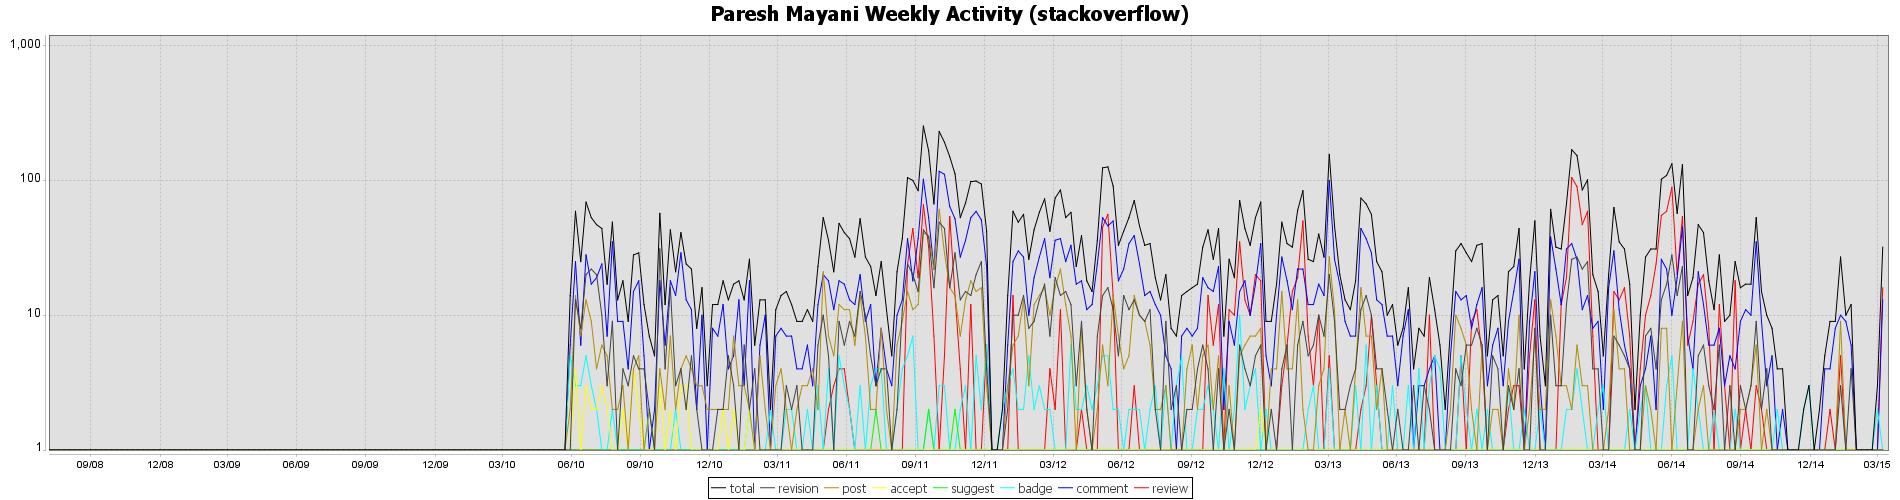 Paresh Mayani Weekly Activity (stackoverflow)
1,000
100
10
1
09/08 12/08 03/09 06/09 09/09 12/09 03/10 06/10 09/10 12/10 03/11 06/11 09/11 12/11 03/12 06/12 09/12 12/12 03/13 06/13 09/13 12/13 03/14 06/14 09/14 12/14 03/15
total revision post accept suggest badge comment review